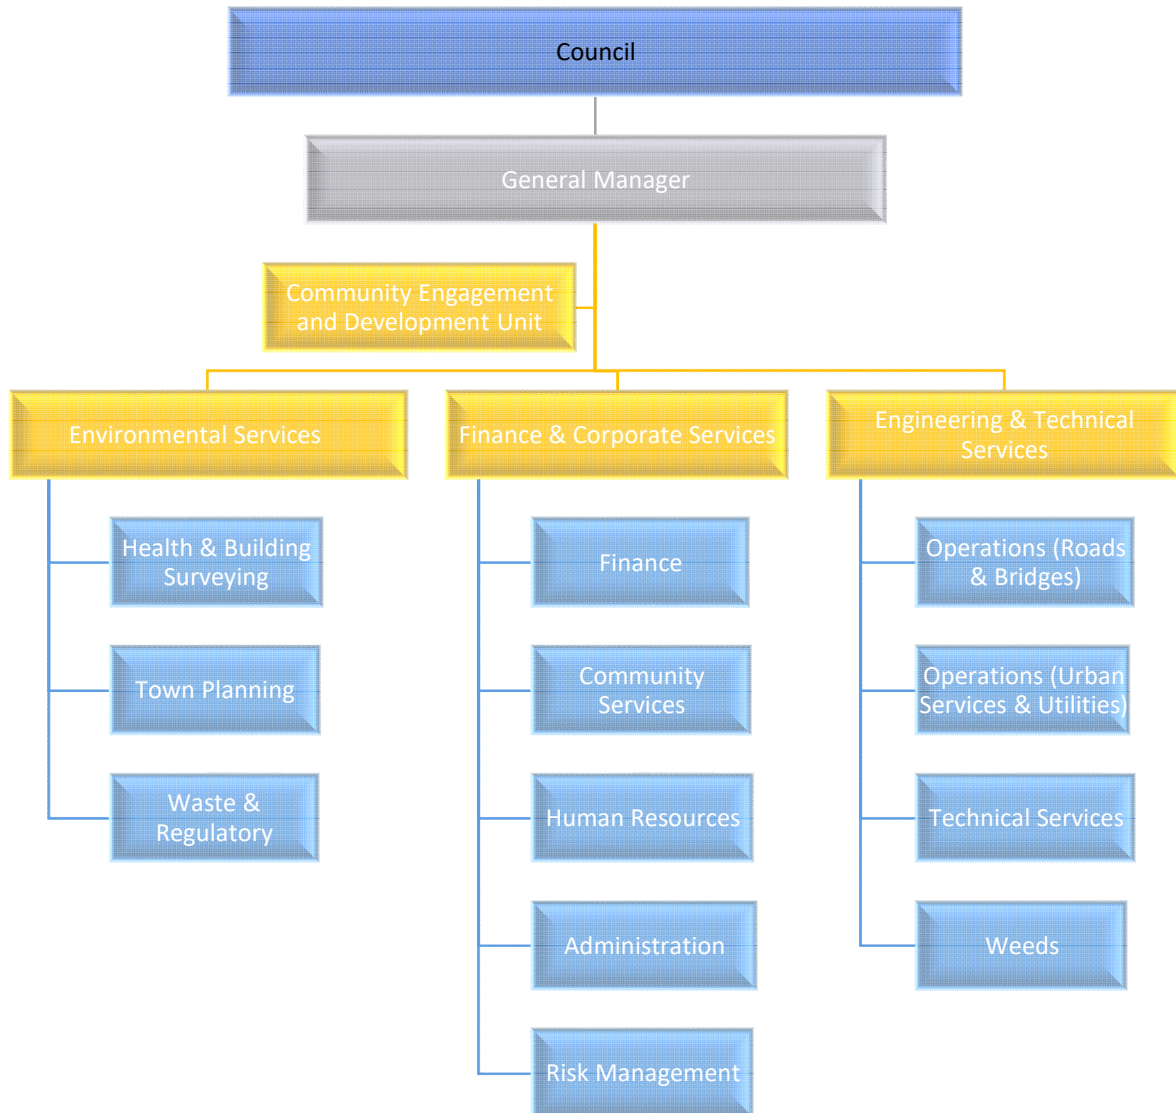 Council
General Manager
Community Engagement
and Development Unit
Environmental Services
Finance & Corporate Services
Engineering & Technical
Services
Health & Building
Surveying
Town Planning
Waste &
Regulatory
Finance
Community
Services
Human Resources
Administration
Risk Management
Operations (Roads
& Bridges)
Operations (Urban
Services & Utilities)
Technical Services
Weeds